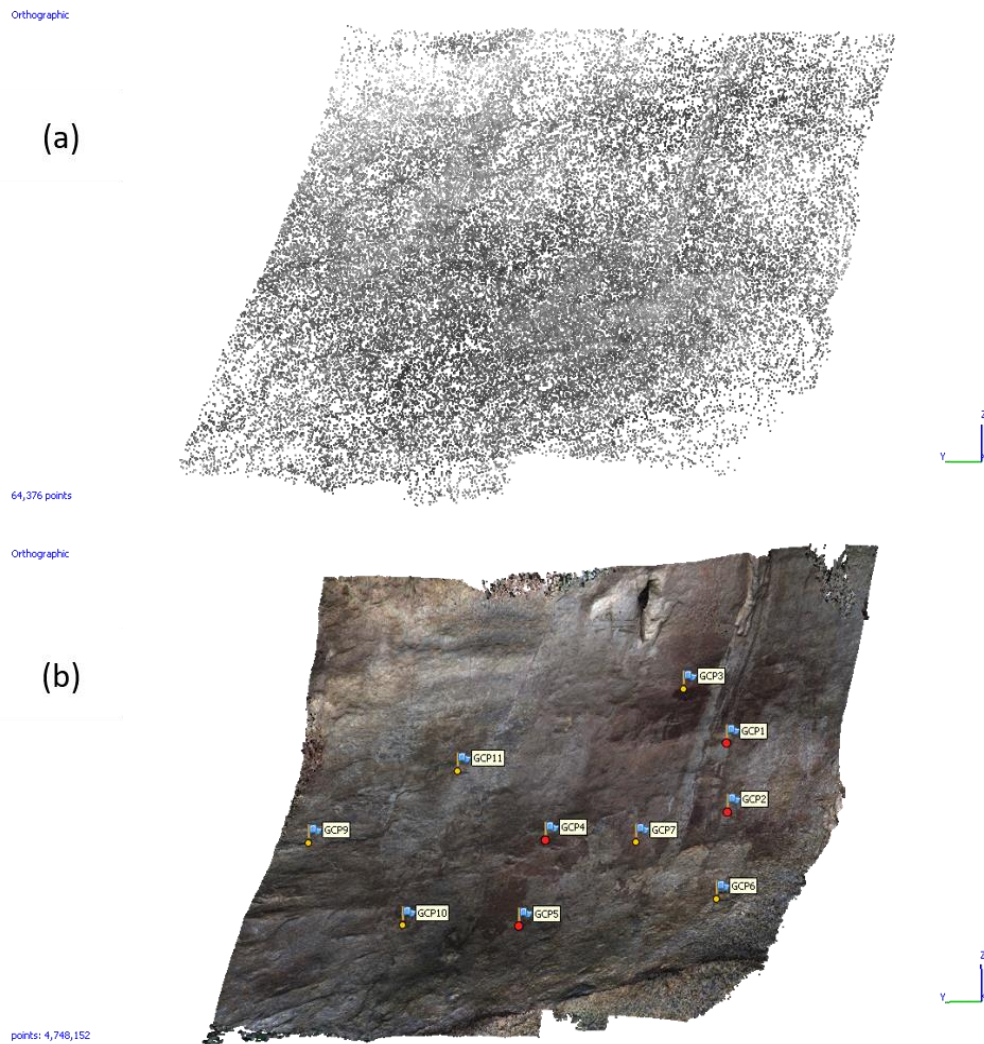 Orthographic
(a)
Z
Y
64,376 points
Orthographic
(b)
GCP3
GCP1
GCP11
GCP2
GCP9
GCP4
GCP7
GCP6
GCP10
GCP5
Z
Y
points: 4,748,152